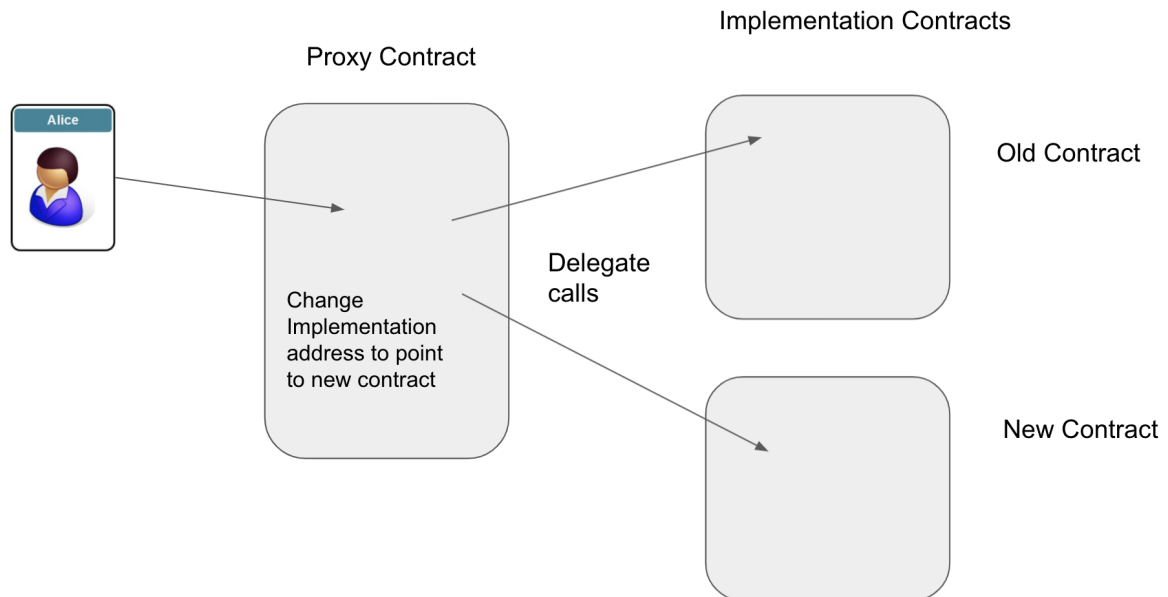 Implementation Contracts
Proxy Contract
Alice
Old Contract
Delegate
calls
Change
Implementation
address to point
to new contract
New Contract